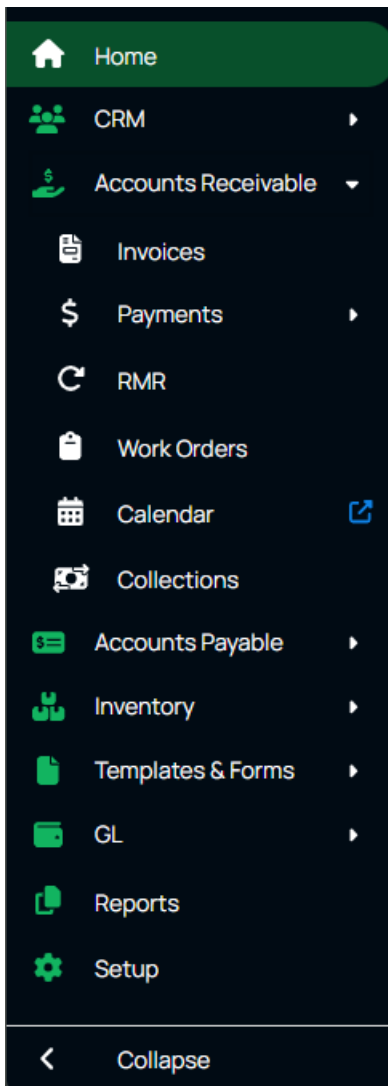 Home
CRM
Accounts Receivable
Invoices
Payments
RMR
Work Orders
Calendar
Collections
Accounts Payable
Inventory
Templates & Forms
GL
Reports
Setup
Collapse